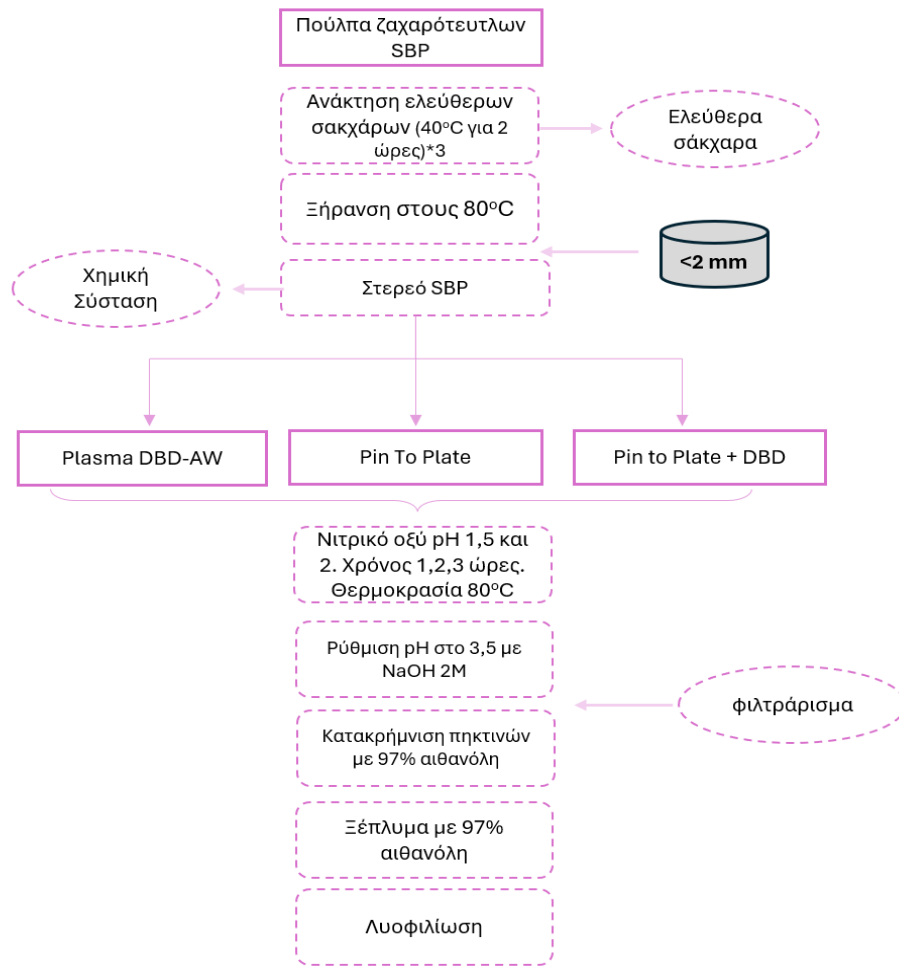 Πούλπα ζαχαρότευτλων
SBP
Ανάκτηση ελεύθερων
σακχάρων (40°C για 2
ώρες)*3
Ελεύθερα
σάκχαρα
Ξήρανση στους 80°C
<2 mm
Χημική
Σύσταση
Στερεό SBP
Plasma DBD-AW
Pin To Plate
Pin to Plate + DBD
Νιτρικό οξύ pH 1,5 και
2. Χρόνος 1,2,3 ώρες.
Θερμοκρασία 80°C
Ρύθμιση pH στο 3,5 με
NaOH 2M
φιλτράρισμα
Κατακρήμνιση πηκτινών
με 97% αιθανόλη
Ξέπλυμα με 97%
αιθανόλη
Λυοφιλίωση